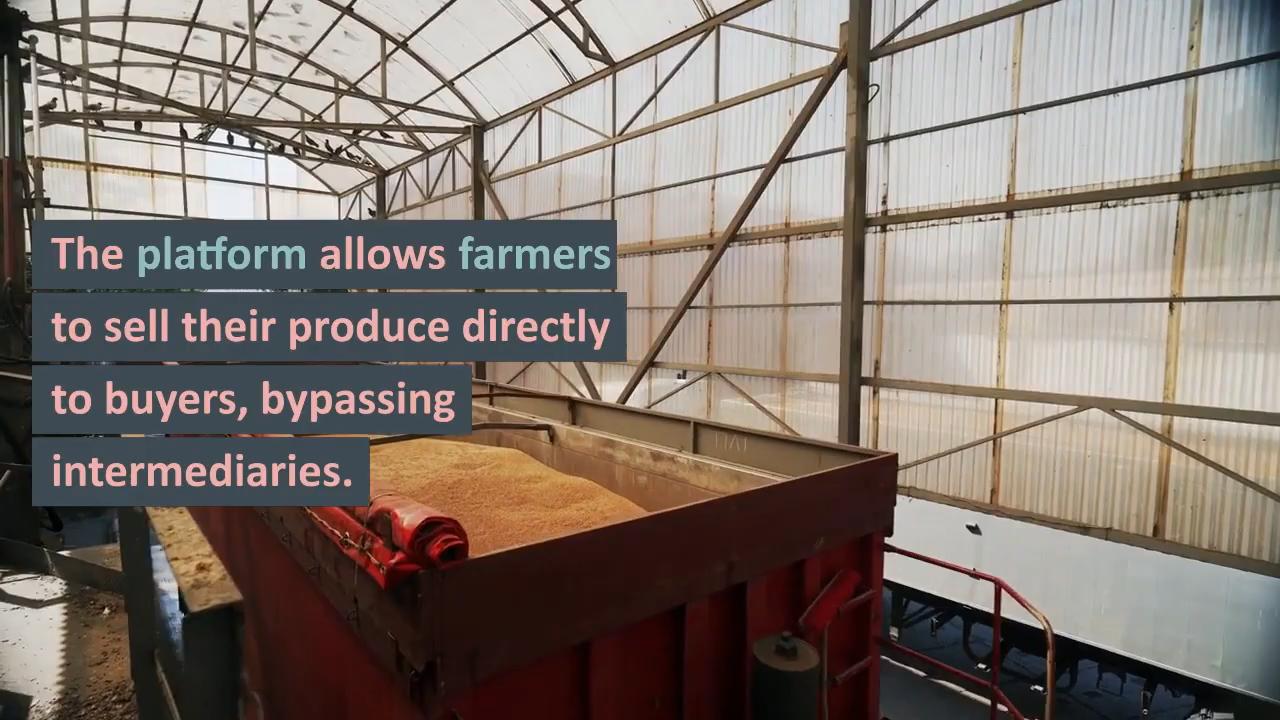 The platform allows farmers
to sell their produce directly
to buyers, bypassing
intermediaries.